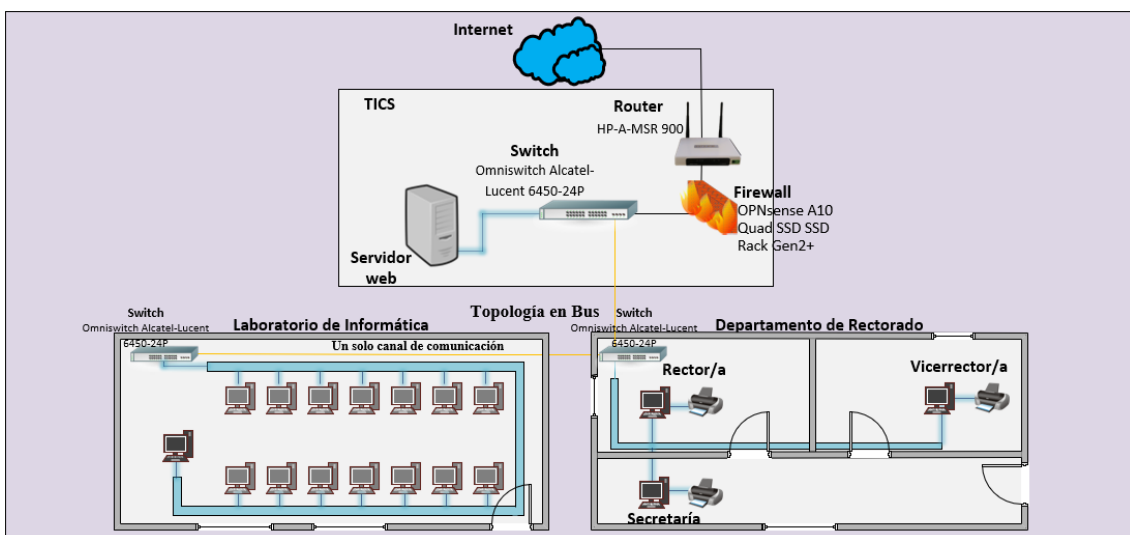 Internet
TICS
Router
HP-A-MSR 900
Switch
Omniswitch Alcatel-
Lucent 6450-24P
Firewall
OPNsense A10
Quad SSD SSD
Rack Gen2+
Servidor
web
Topología en Bus
Switch
Omniswitch Alcatel-Lucent
6450-24P
Laboratorio de Informática
Un solo canal de comunicación
Switch
Omniswitch Alcatel-Lucent
6450-24P
Departamento de Rectorado
Rector/a
Vicerrector/a
Secretaría